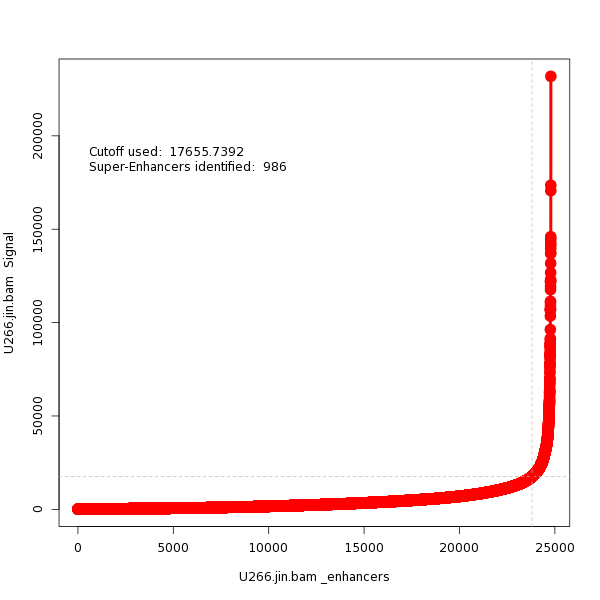 Cutoff used:  17655.7392
Super-Enhancers identified:  986
U266.jin.bam  Signal
200000
150000
100000
50000
0
0 5000 10000 15000 20000 25000
U266.jin.bam _enhancers